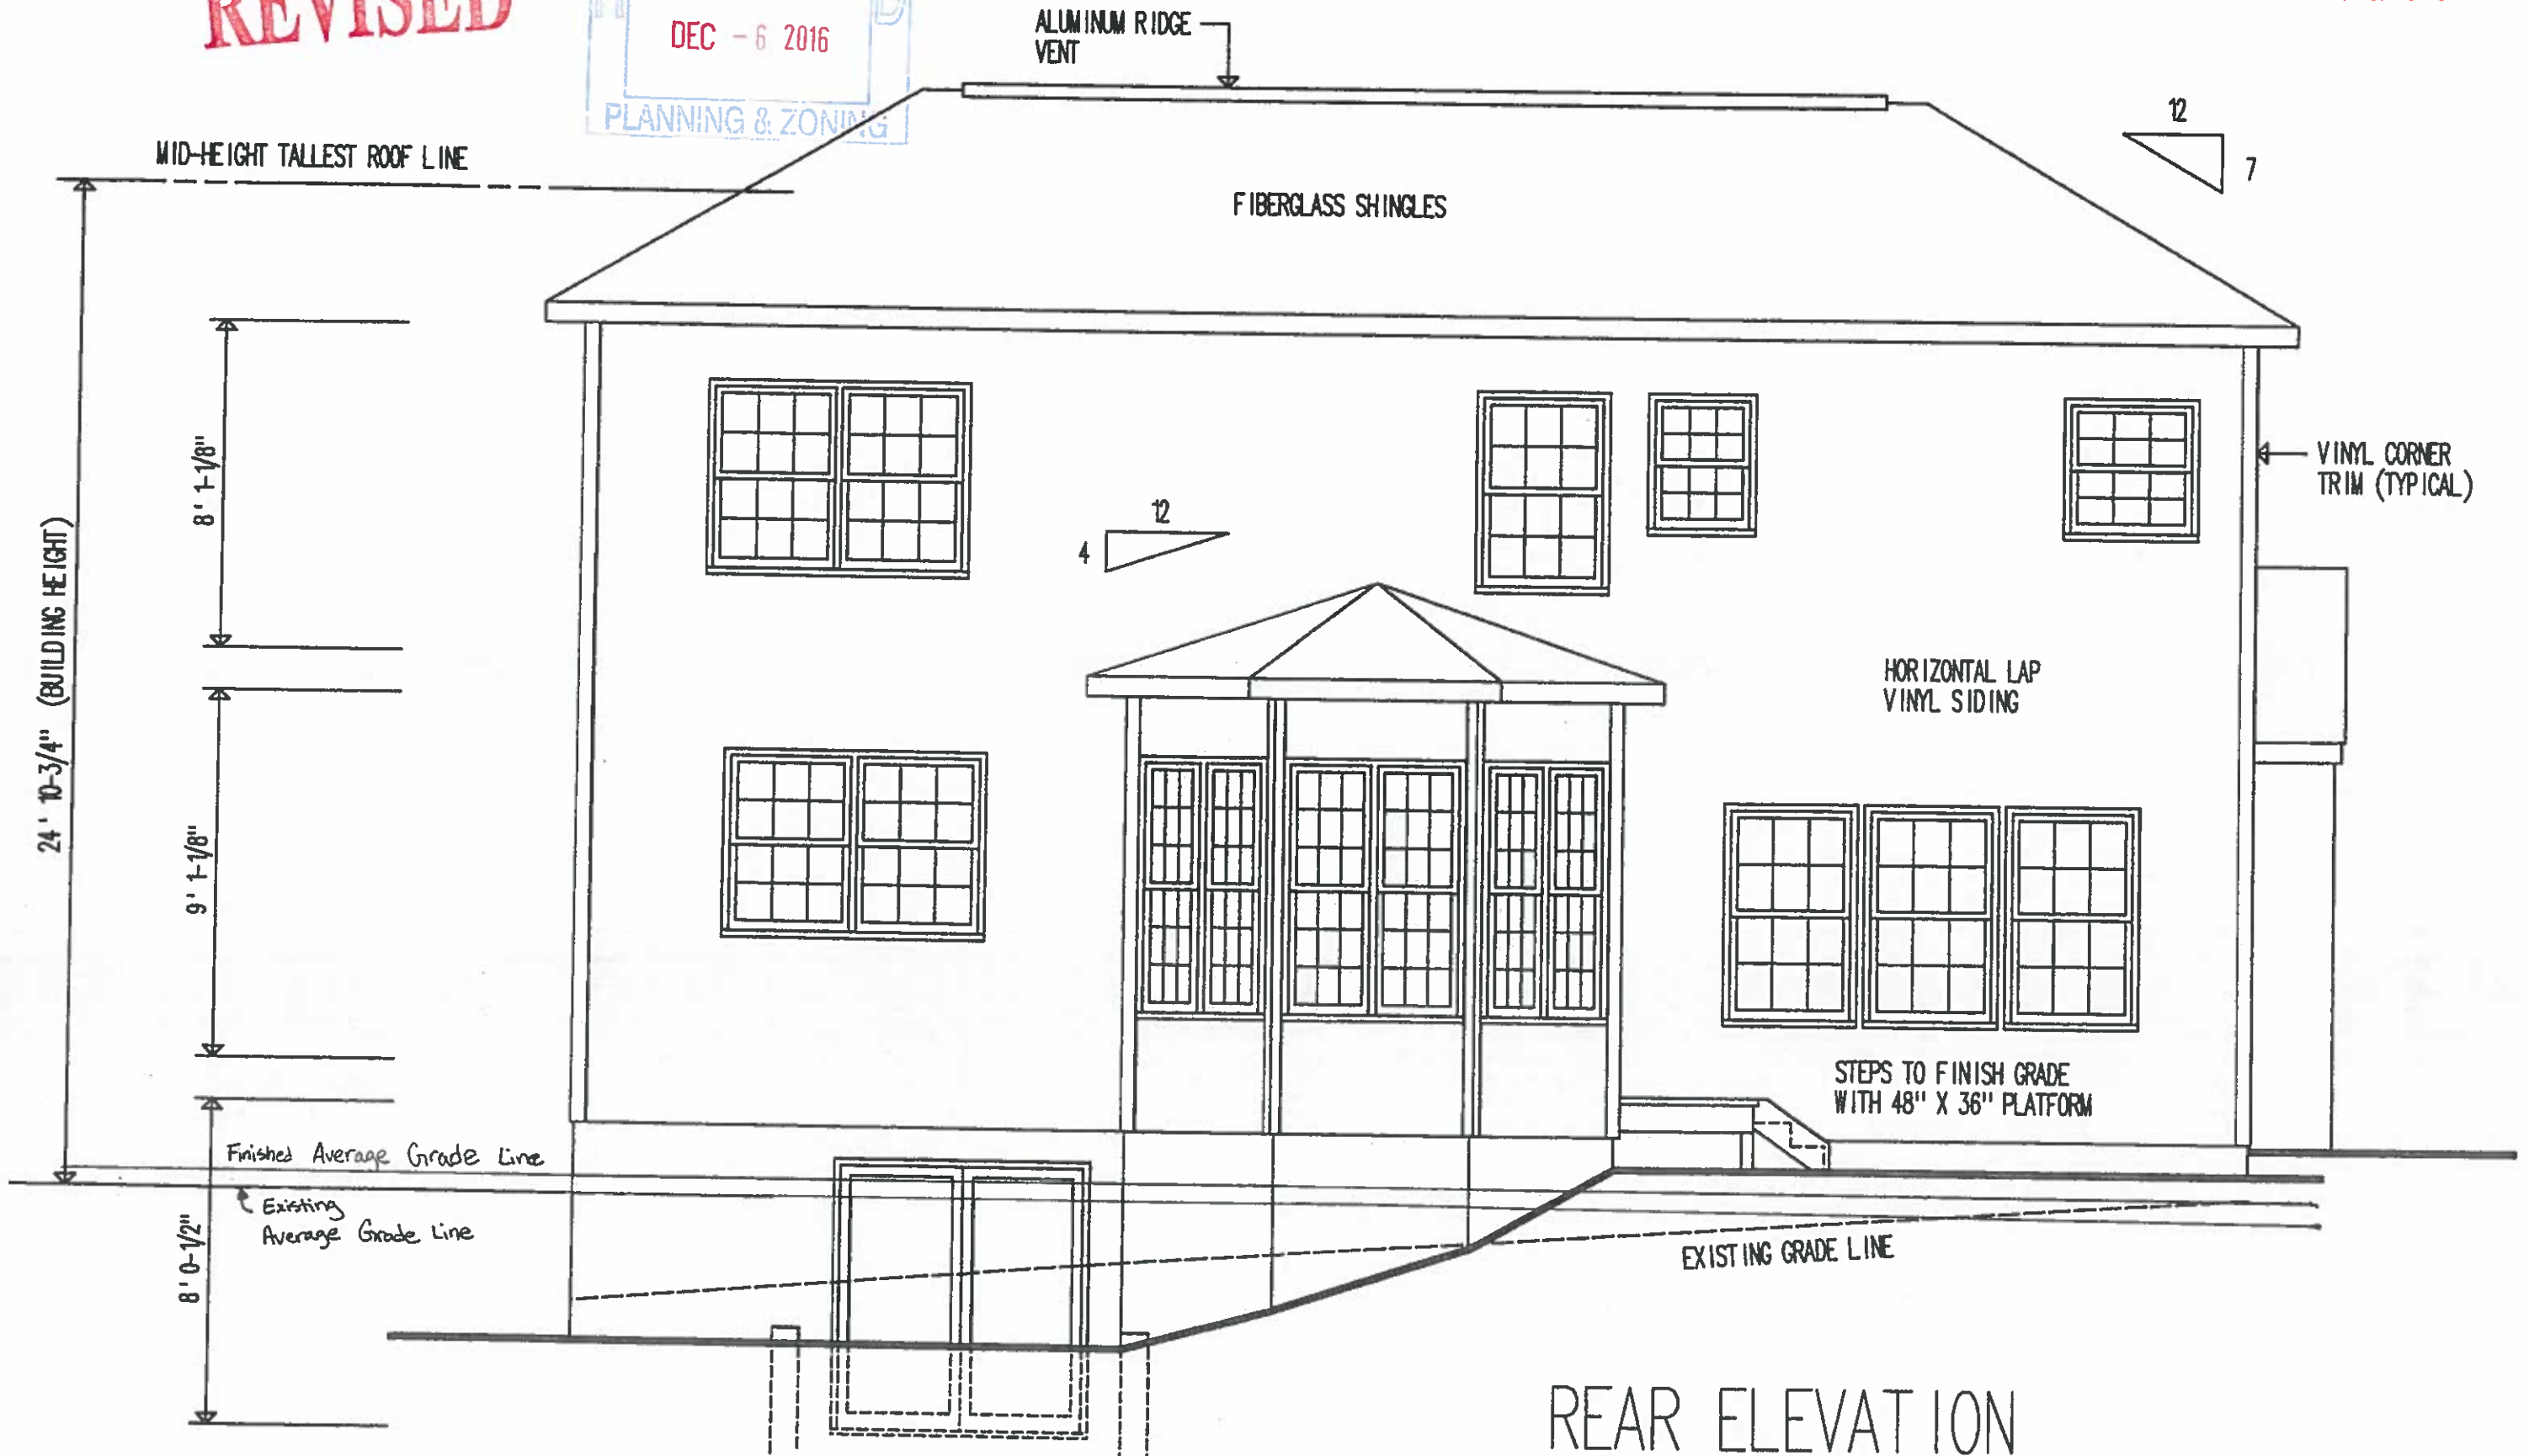 REVISED
DEC - 6 2016
PLANNING & ZONING
ALUMINUM RIDGE
VENT
12
7
MID-HEIGHT TALLEST ROOF LINE
FIBERGLASS SHINGLES
8' 1-1/8"
VINYL CORNER
TRIM (TYPICAL)
12
4
24' 10-3/4" (BUILDING HEIGHT)
HORIZONTAL LAP
VINYL SIDING
9' 1-1/8"
STEPS TO FINISH GRADE
WITH 48" X 36" PLATFORM
Finished Average Grade Line
Existing
Average Grade Line
EXISTING GRADE LINE
8' 0-1/2"
REAR ELEVATION